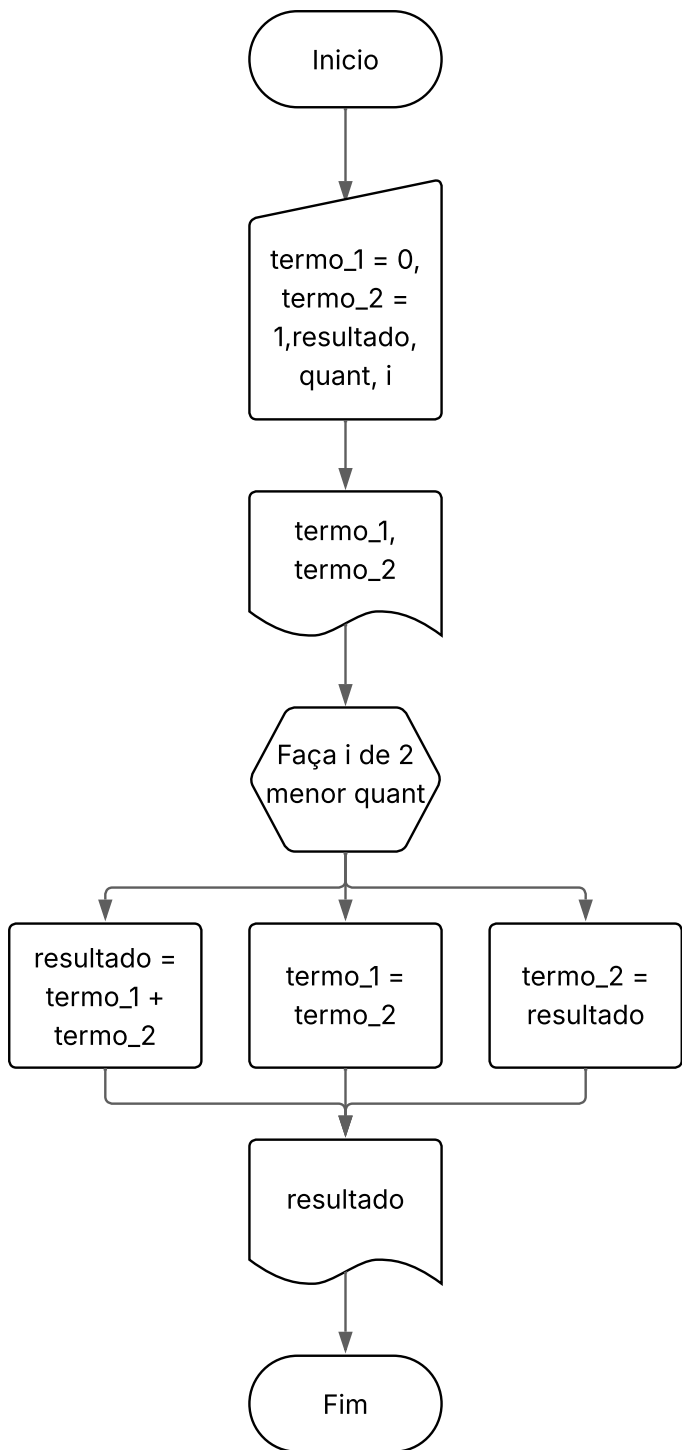 Inicio
termo_1 = 0,
termo_2 =
1,resultado,
quant, i
termo_1,
termo_2
Faça i de 2
menor quant
resultado =
termo_1 +
termo_2
termo_1 =
termo_2
termo_2 =
resultado
resultado
Fim